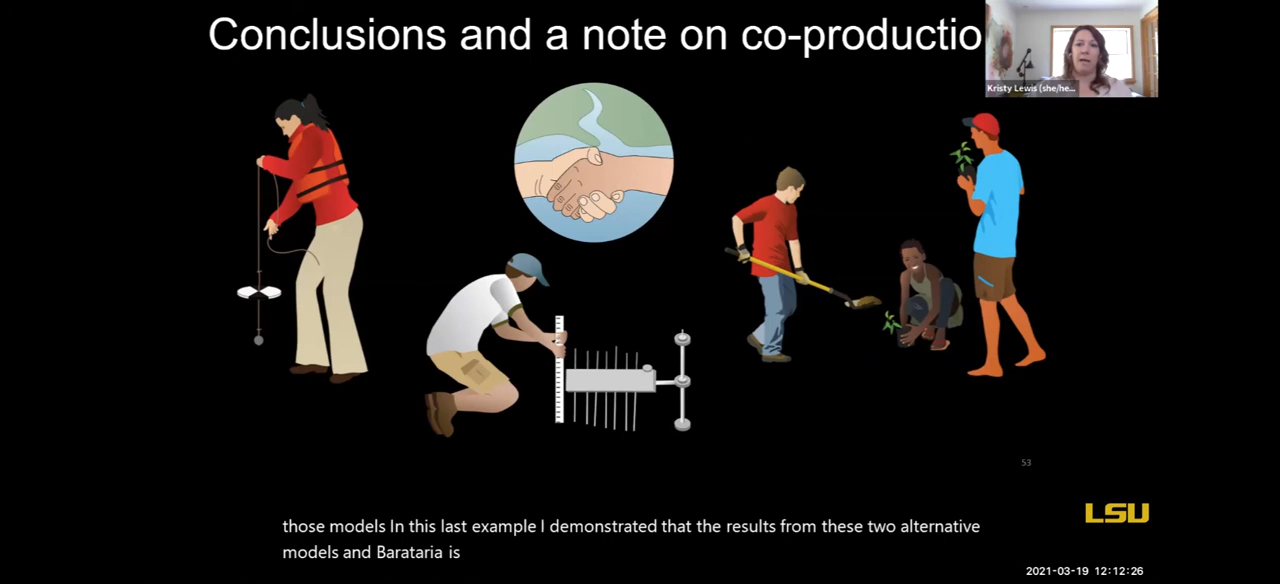 Conclusions and a note on co-productio
Kristy Lewis (she/he...
53
those models In this last example I demonstrated that the results from these two alternative
models and Barataria is
LSU
2021-03-19 12:12:26